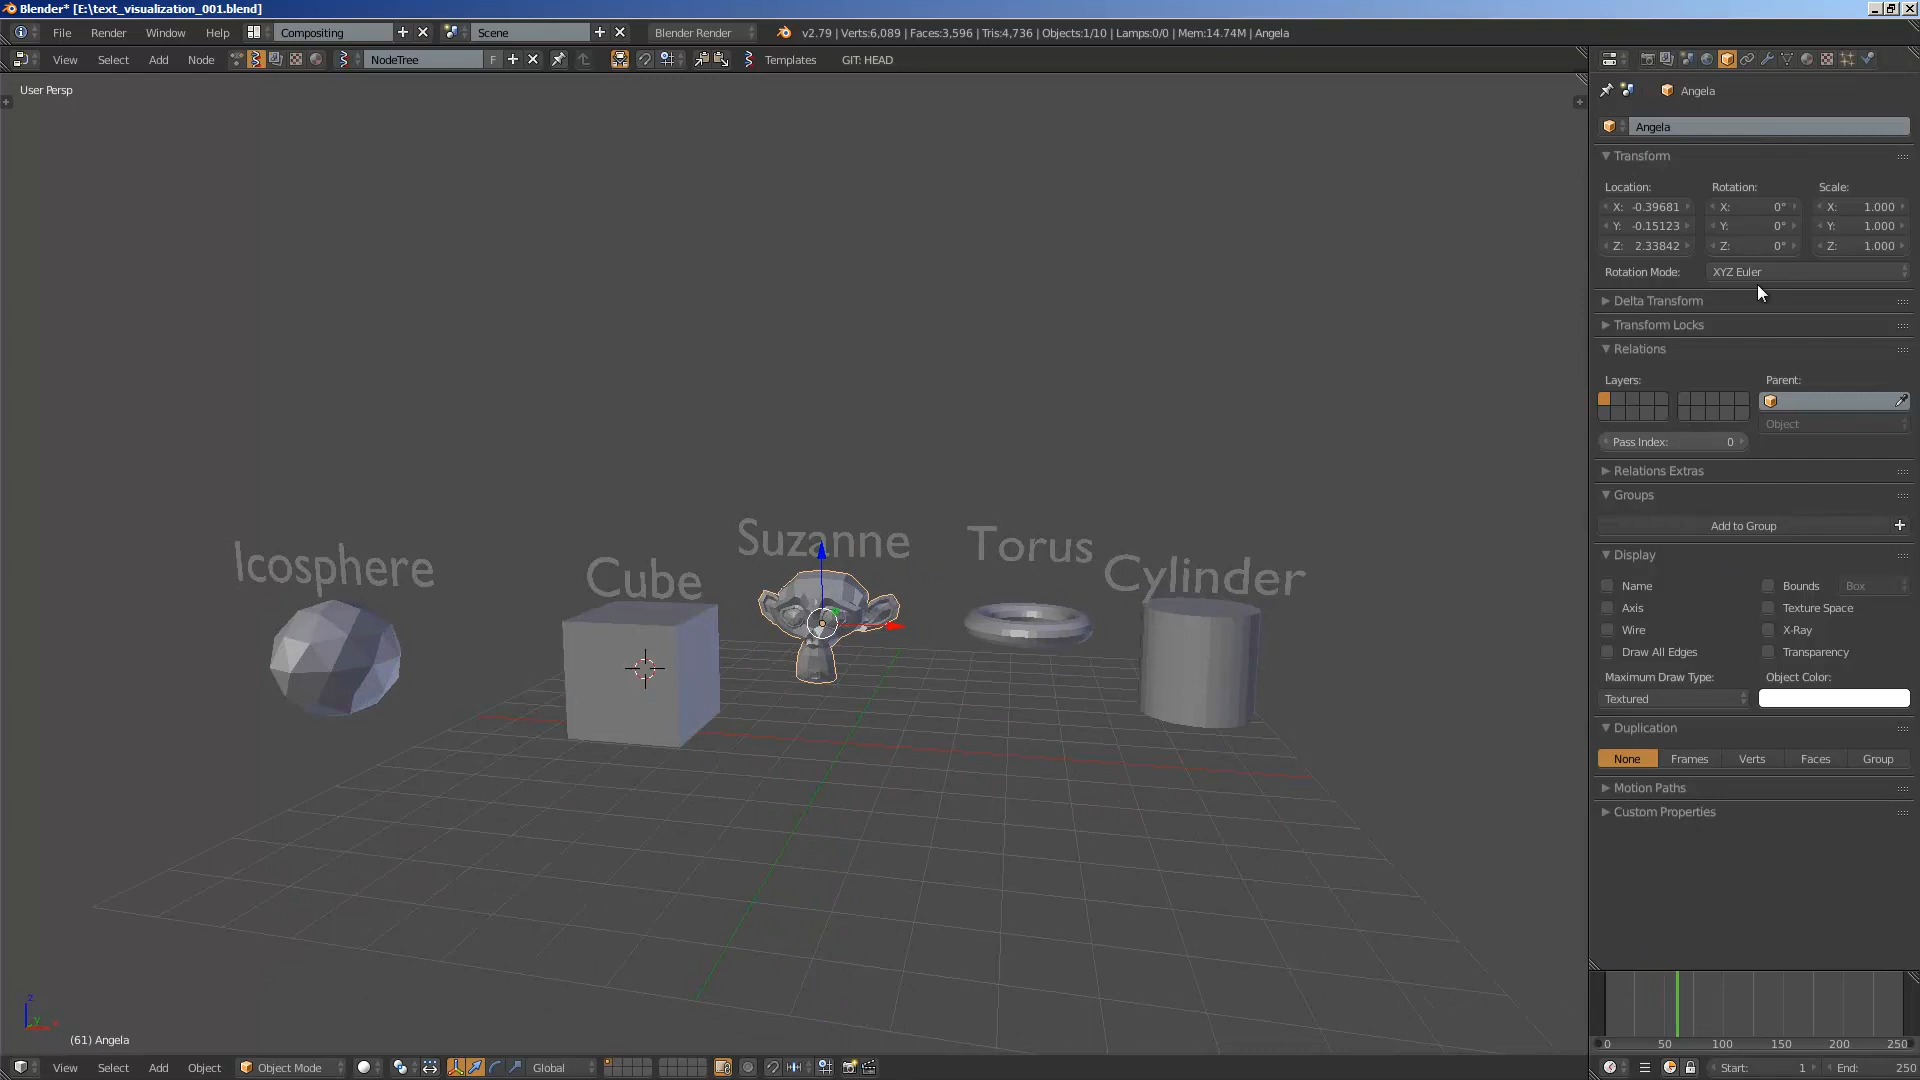 Blender* [E:\text_visualization_001.blend]
File Render Window Help Compositing Scene Blender Render v2.79 | Verts:6,089 | Faces:3,596 | Tris:4,736 | Objects:1/10 | Lamps:0/0 | Mem:14.74M | Angela
View Select Add Node NodeTree F Templates GIT: HEAD
User Persp
Angela
Angela
Transform
Location: Rotation: Scale:
X: -0.39681 X: 0° X: 1.000
Y: -0.15123 Y: 0° Y: 1.000
Z: 2.33842 Z: 0° Z: 1.000
Rotation Mode: XYZ Euler
Delta Transform
Transform Locks
Relations
Layers: Parent:
Object
Pass Index: 0
Relations Extras
Groups
Add to Group
Display
Name Bounds Box
Axis Texture Space
Wire X-Ray
Draw All Edges Transparency
Maximum Draw Type: Object Color:
Textured
Duplication
None Frames Verts Faces Group
Motion Paths
Custom Properties
Icosphere Cube Suzanne Torus Cylinder
z
y
x
(61) Angela
0 50 100 150 200 250
View Select Add Object Object Mode Global
Start: 1 End: 250